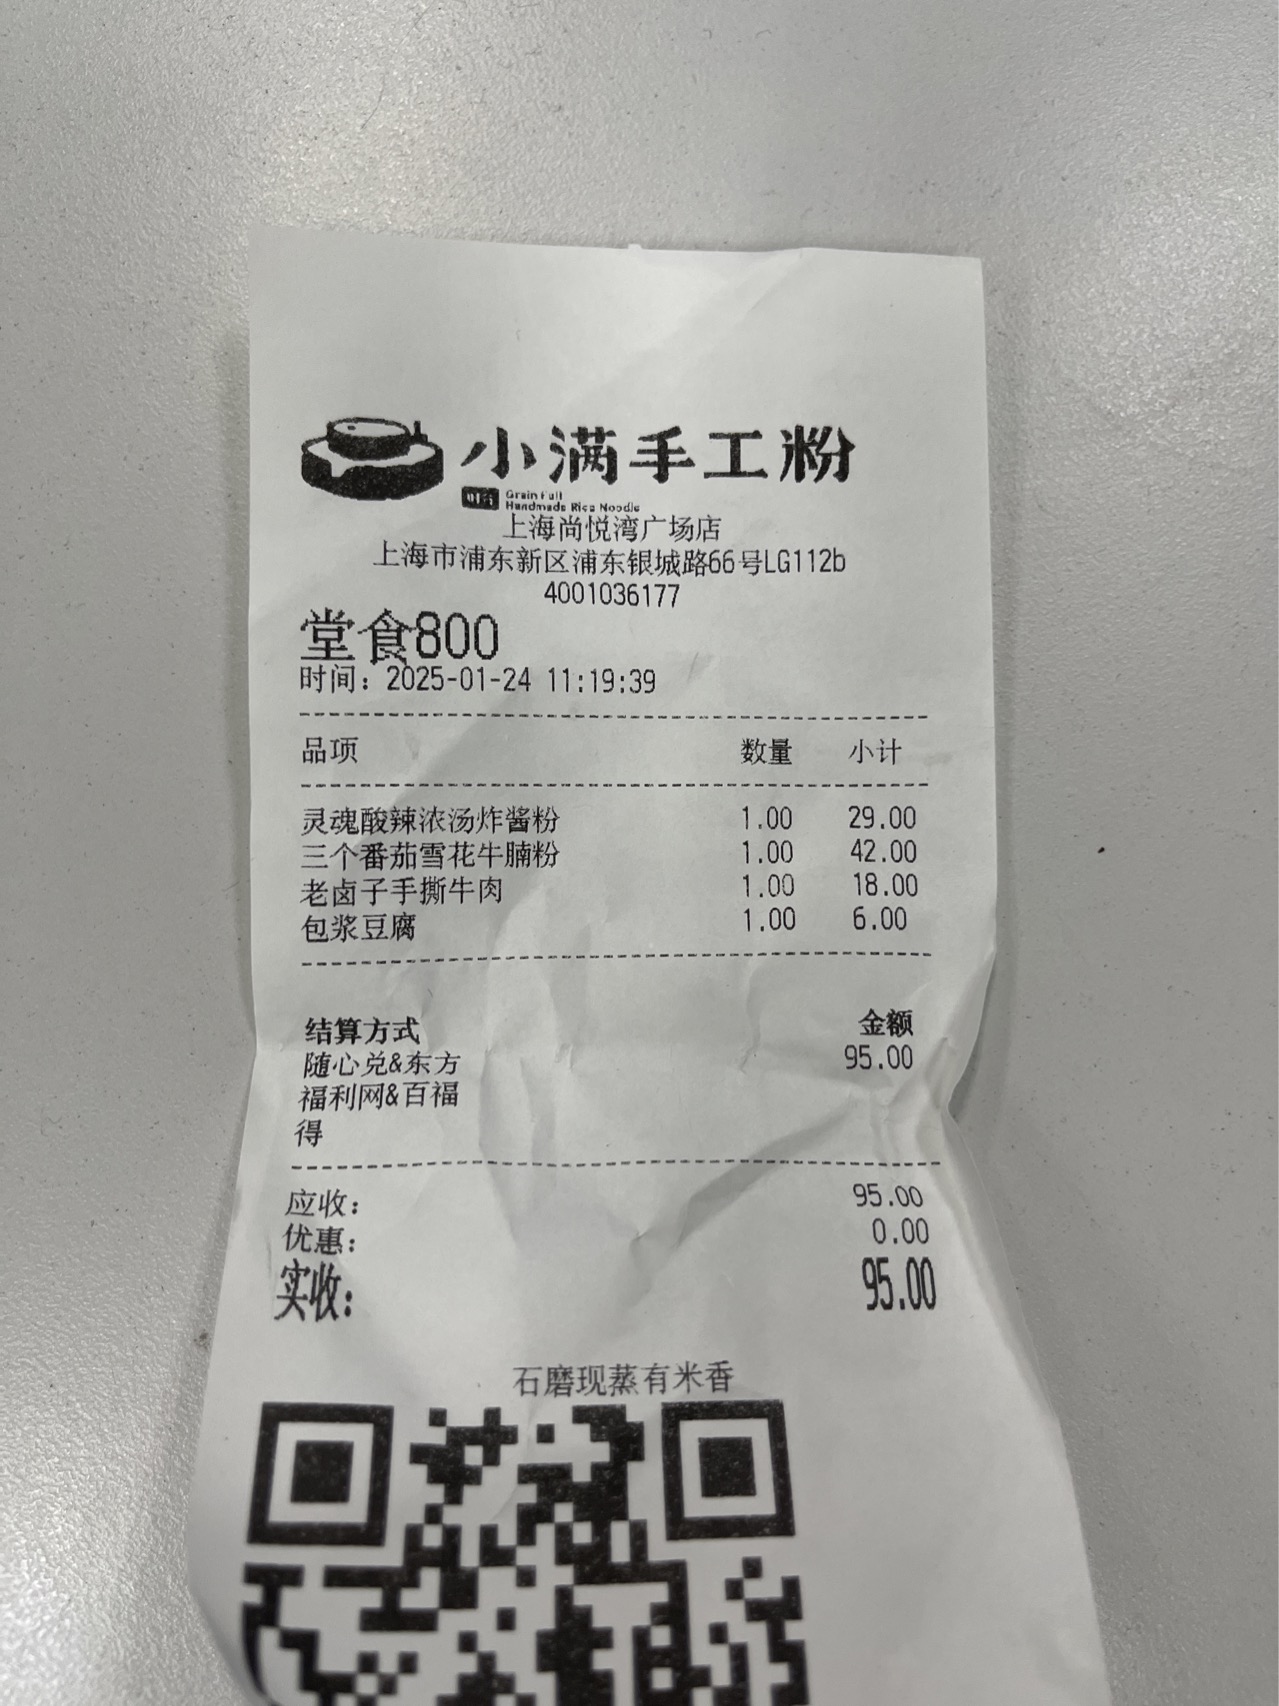 小满手工粉
Grain Full
Handmade Rice Noodle
上海尚悦湾广场店
上海市浦东新区浦东银城路66号LG112b
4001036177
堂食800
时间：2025-01-24 11:19:39
品项 数量 小计
灵魂酸辣浓汤炸酱粉 1.00 29.00
三个番茄雪花牛腩粉 1.00 42.00
老卤子手撕牛肉 1.00 18.00
包浆豆腐 1.00 6.00
结算方式 金额
随心兑&东方 95.00
福利网&百福
得
应收： 95.00
优惠： 0.00
实收： 95.00
石磨现蒸有米香